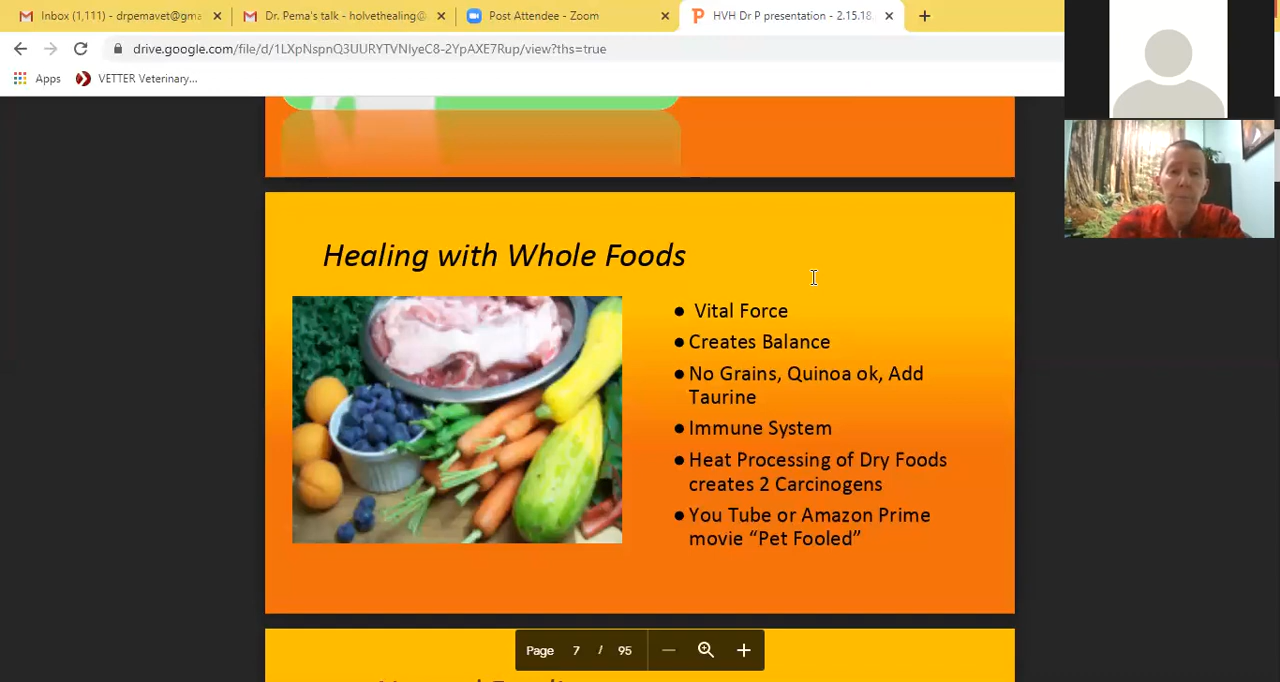 Inbox (1,111) - drpemavet@gma
Dr. Pema's talk - holvethealing@
Post Attendee - Zoom
HVH Dr P presentation - 2.15.18.
drive.google.com/file/d/1LXpNspnQ3UURYTVNIyeC8-2YpAXE7Rup/view?ths=true
Apps
VETTER Veterinary...
Healing with Whole Foods
● Vital Force
● Creates Balance
● No Grains, Quinoa ok, Add
Taurine
● Immune System
● Heat Processing of Dry Foods
creates 2 Carcinogens
● You Tube or Amazon Prime
movie “Pet Fooled”
Page 7 / 95